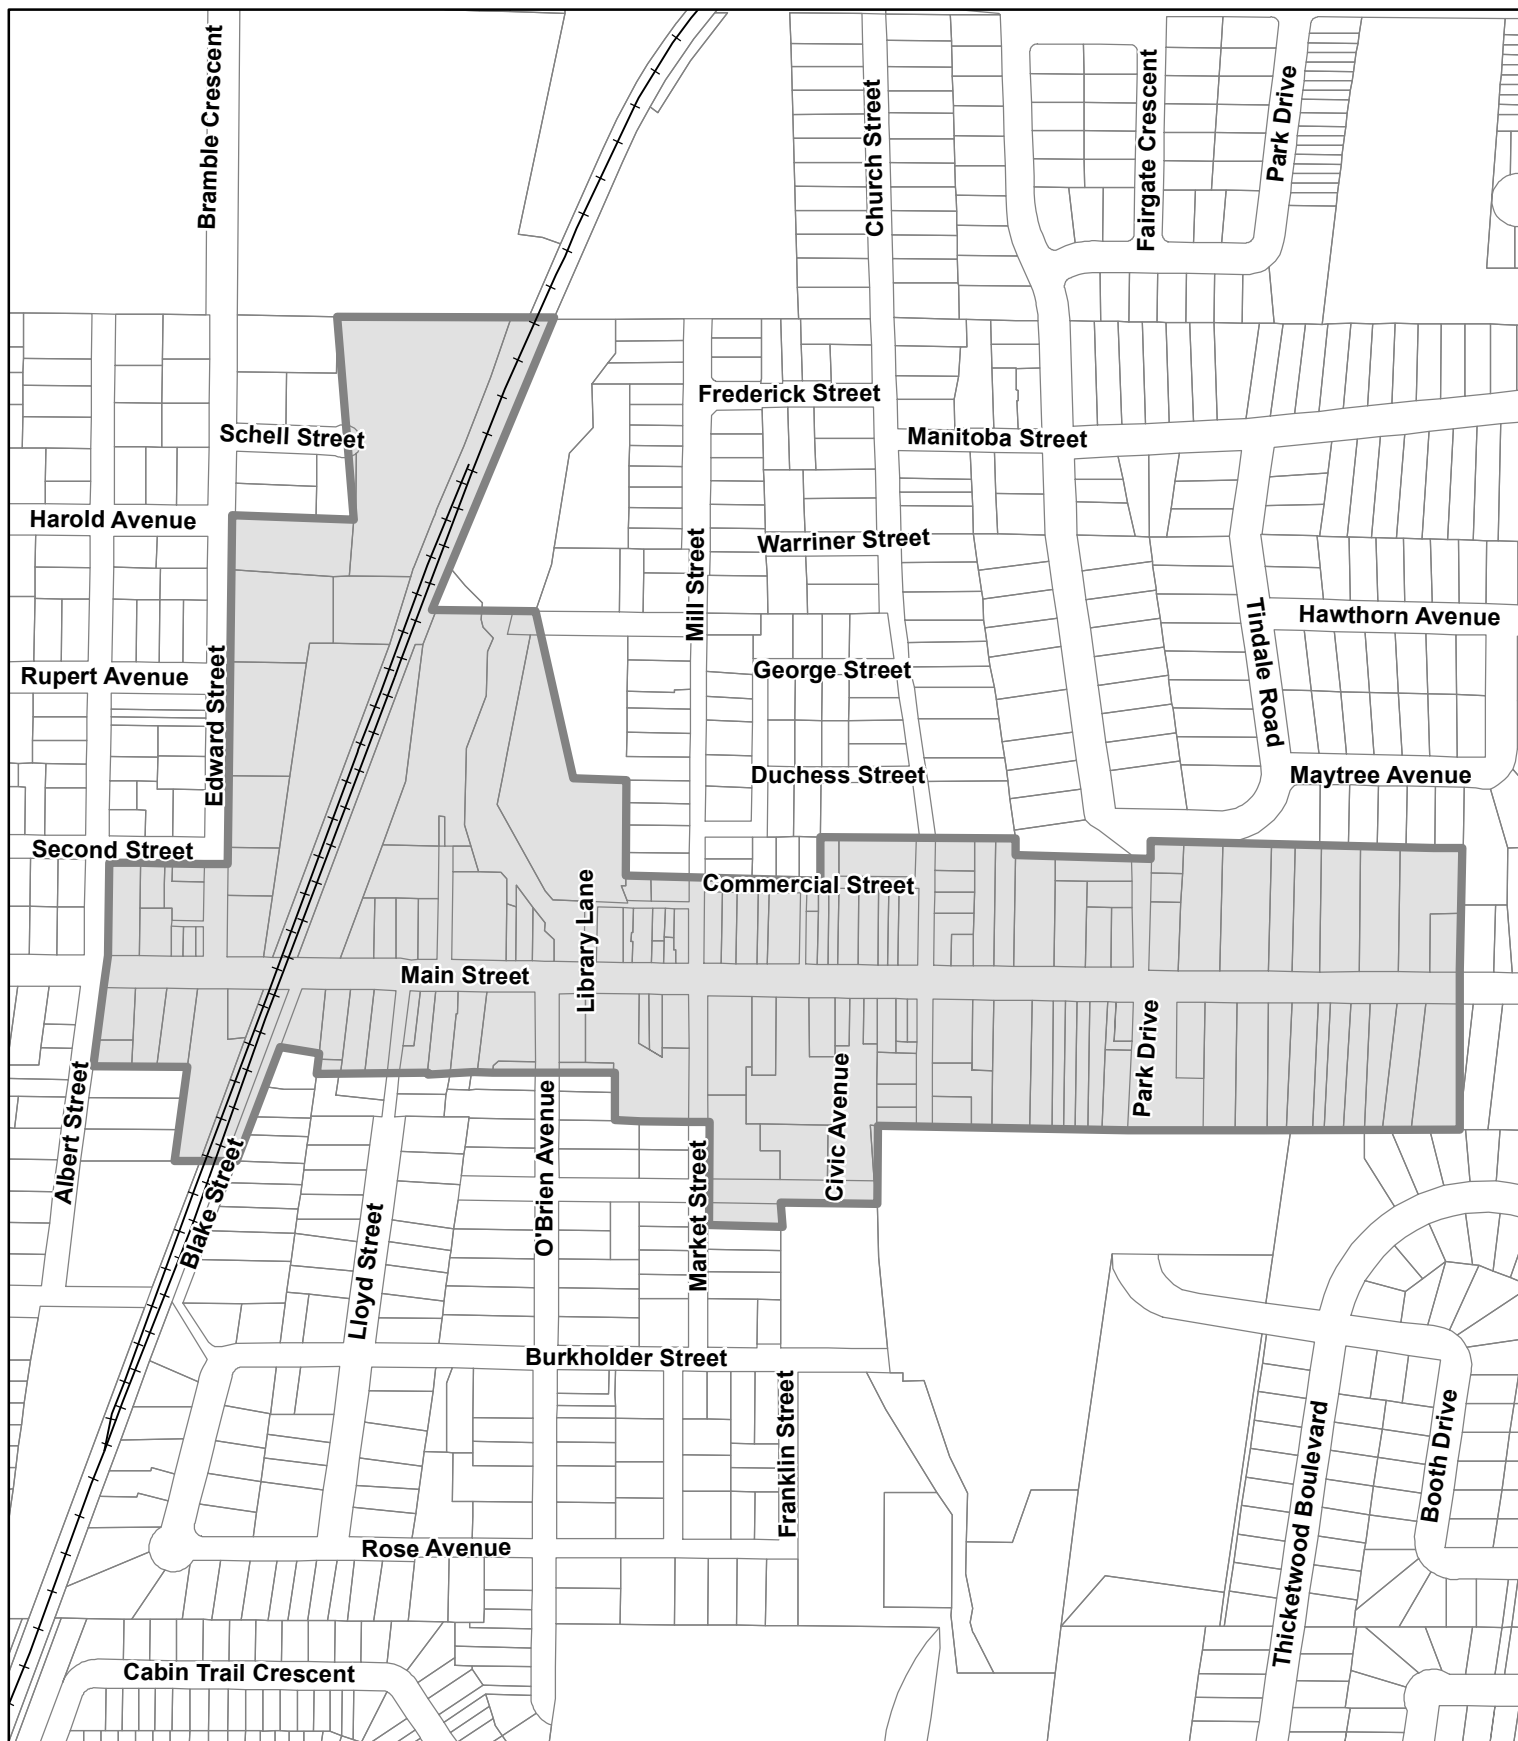 Bramble Crescent
Church Street
Fairgate Crescent
Park Drive
Frederick Street
Schell Street
Manitoba Street
Harold Avenue
Warriner Street
Mill Street
Tindale Road
Hawthorn Avenue
Rupert Avenue
Edward Street
George Street
Duchess Street
Maytree Avenue
Second Street
Commercial Street
Library Lane
Main Street
Park Drive
Civic Avenue
Albert Street
O'Brien Avenue
Blake Street
Market Street
Lloyd Street
Burkholder Street
Franklin Street
Thicketwood Boulevard
Booth Drive
Rose Avenue
Cabin Trail Crescent